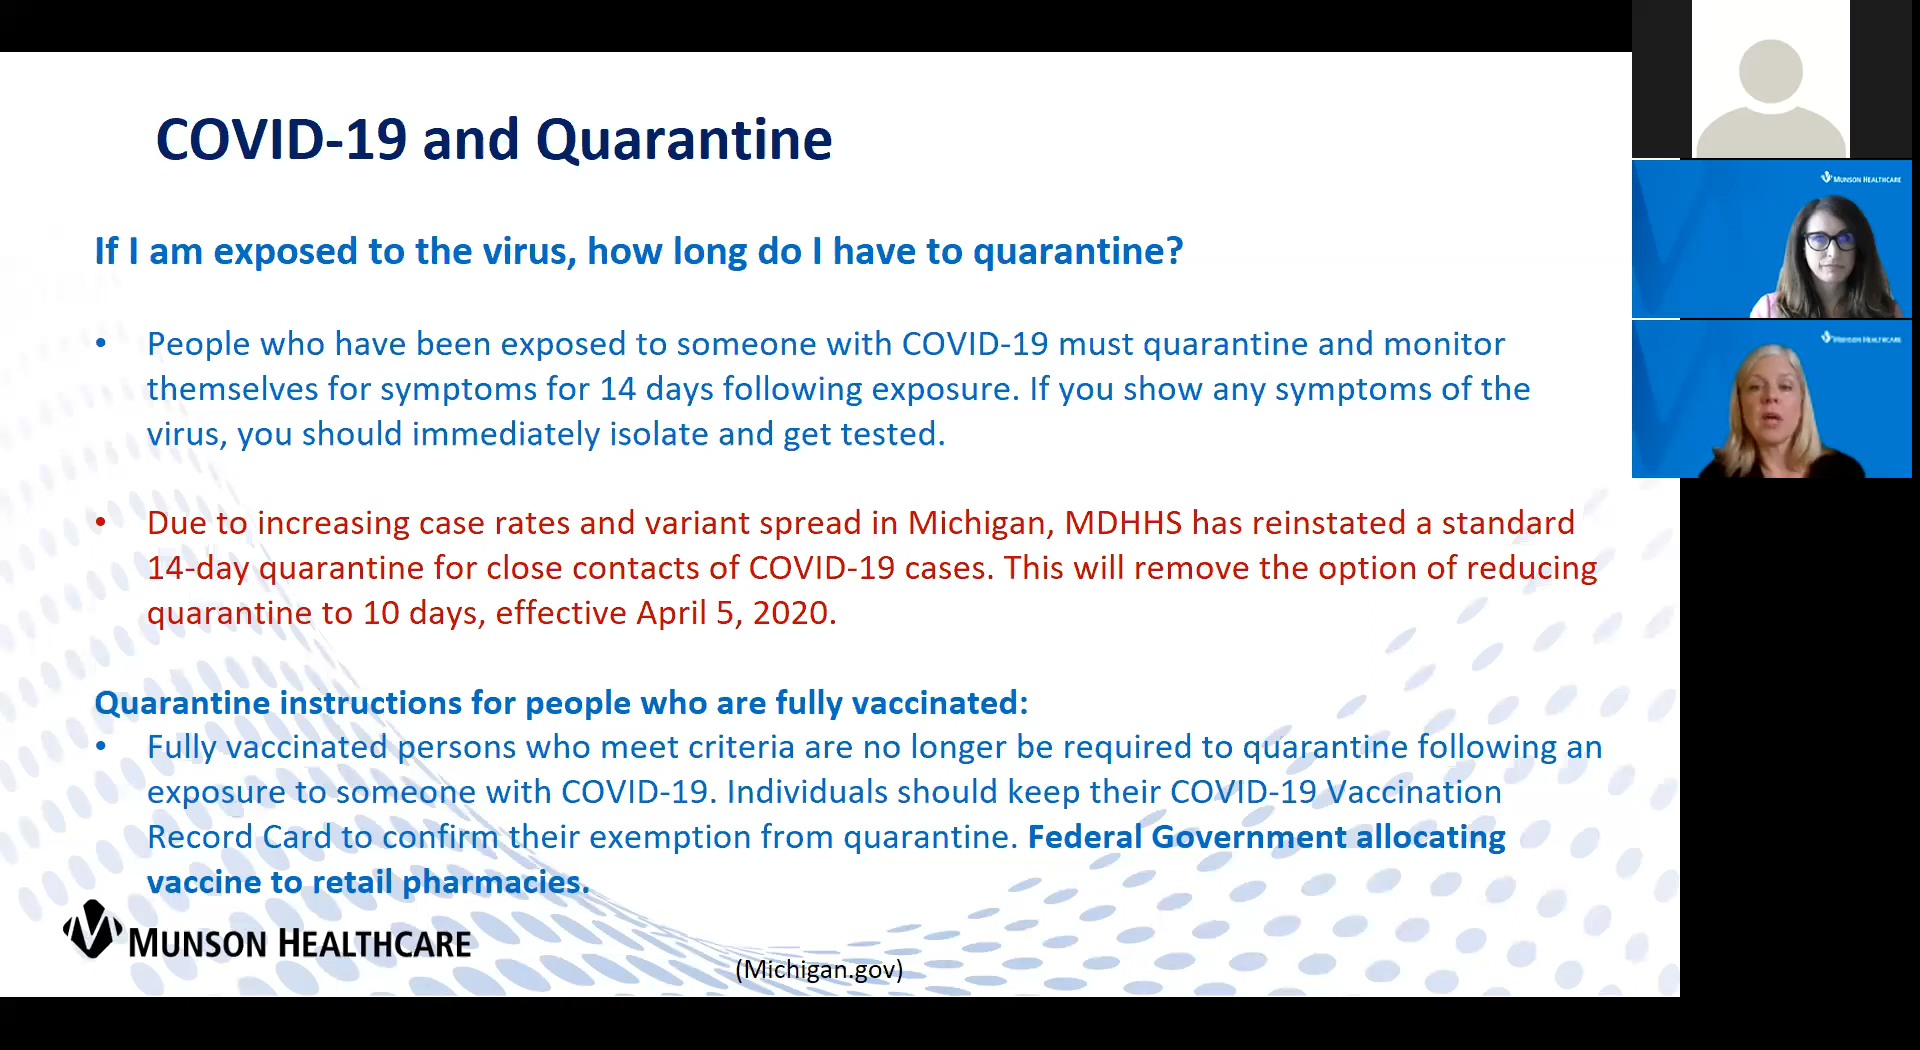 COVID-19 and Quarantine
If I am exposed to the virus, how long do I have to quarantine?
• People who have been exposed to someone with COVID-19 must quarantine and monitor
themselves for symptoms for 14 days following exposure. If you show any symptoms of the
virus, you should immediately isolate and get tested.
• Due to increasing case rates and variant spread in Michigan, MDHHS has reinstated a standard
14-day quarantine for close contacts of COVID-19 cases. This will remove the option of reducing
quarantine to 10 days, effective April 5, 2020.
Quarantine instructions for people who are fully vaccinated:
• Fully vaccinated persons who meet criteria are no longer be required to quarantine following an
exposure to someone with COVID-19. Individuals should keep their COVID-19 Vaccination
Record Card to confirm their exemption from quarantine. Federal Government allocating
vaccine to retail pharmacies.
MUNSON HEALTHCARE
(Michigan.gov)
MUNSON HEALTHCARE
MUNSON HEALTHCARE